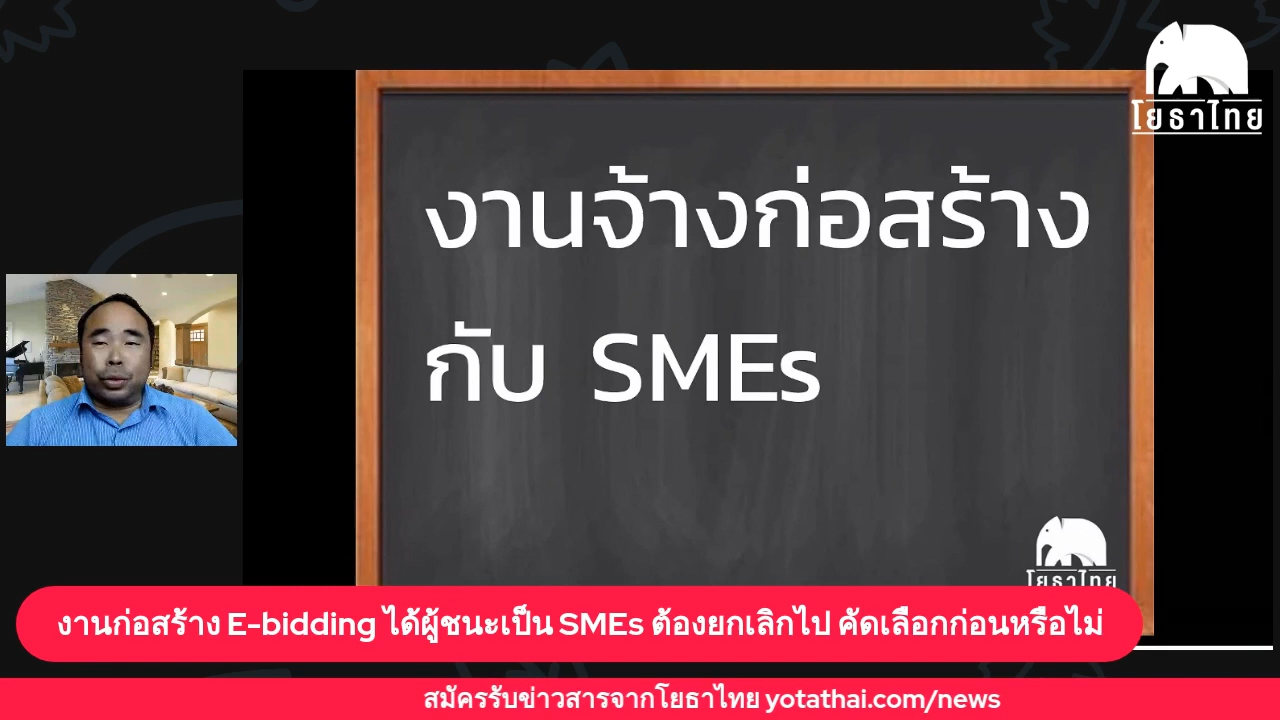 โยธาไทย
งานจ้างก่อสร้าง
กับ SMEs
โยธาไทย
งานก่อสร้าง E-bidding ได้ผู้ชนะเป็น SMEs ต้องยกเลิกไป คัดเลือกก่อนหรือไม่
สมัครรับข่าวสารจากโยธาไทย yotathai.com/news